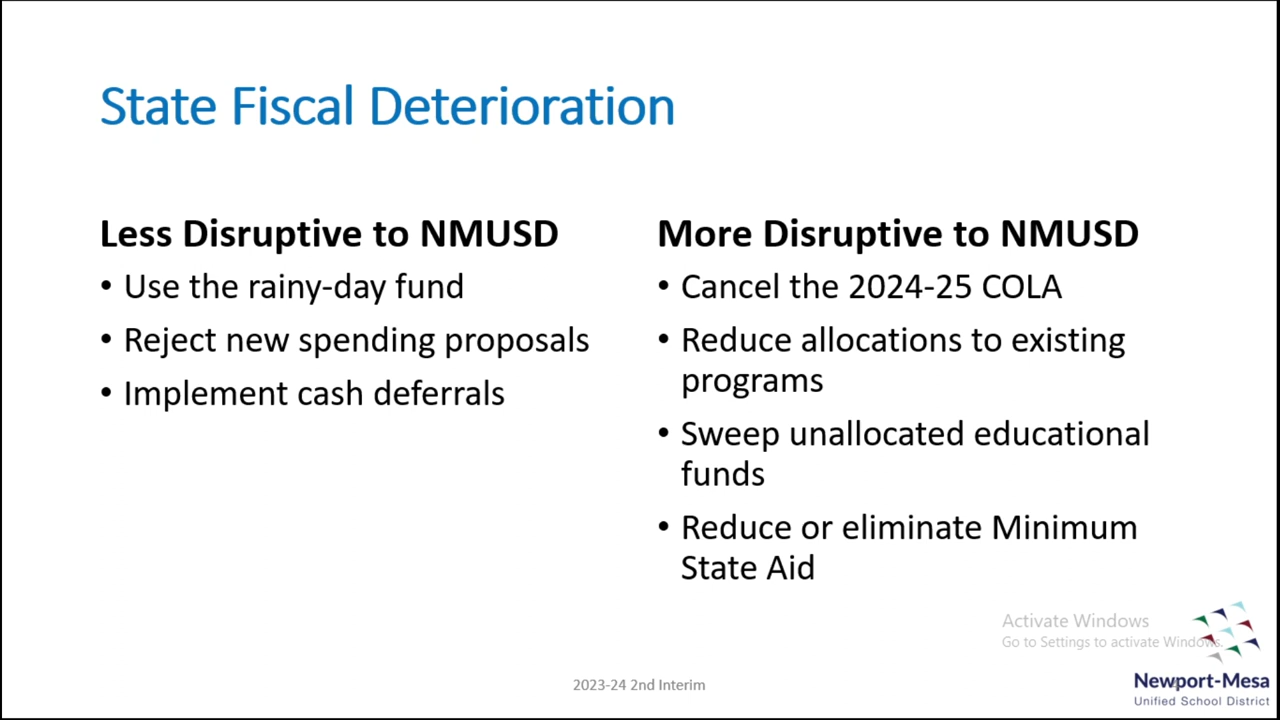 State Fiscal Deterioration
Less Disruptive to NMUSD
• Use the rainy-day fund
• Reject new spending proposals
• Implement cash deferrals
More Disruptive to NMUSD
• Cancel the 2024-25 COLA
• Reduce allocations to existing
programs
• Sweep unallocated educational
funds
• Reduce or eliminate Minimum
State Aid
Activate Windows
Go to Settings to activate Windows.
2023-24 2nd Interim
Newport-Mesa
Unified School District